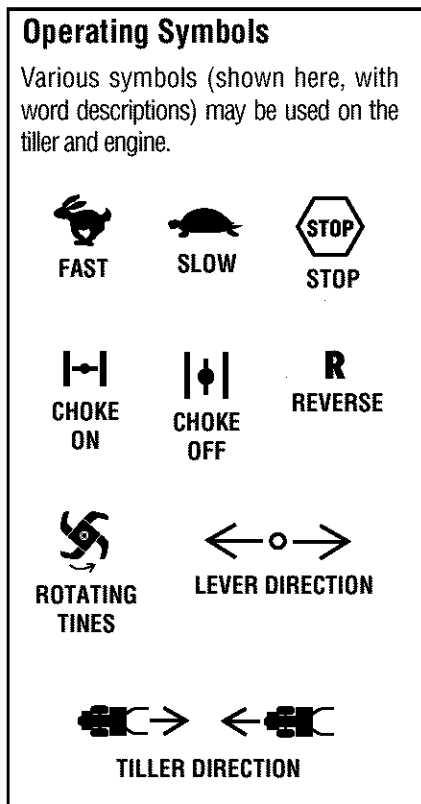 Operating Symbols
Various symbols (shown here, with
word descriptions) may be used on the
tiller and engine.
STOP
FAST
SLOW
STOP
R
CHOKE
ON
CHOKE
OFF
REVERSE
ROTATING
TINES
LEVER DIRECTION
TILLER DIRECTION